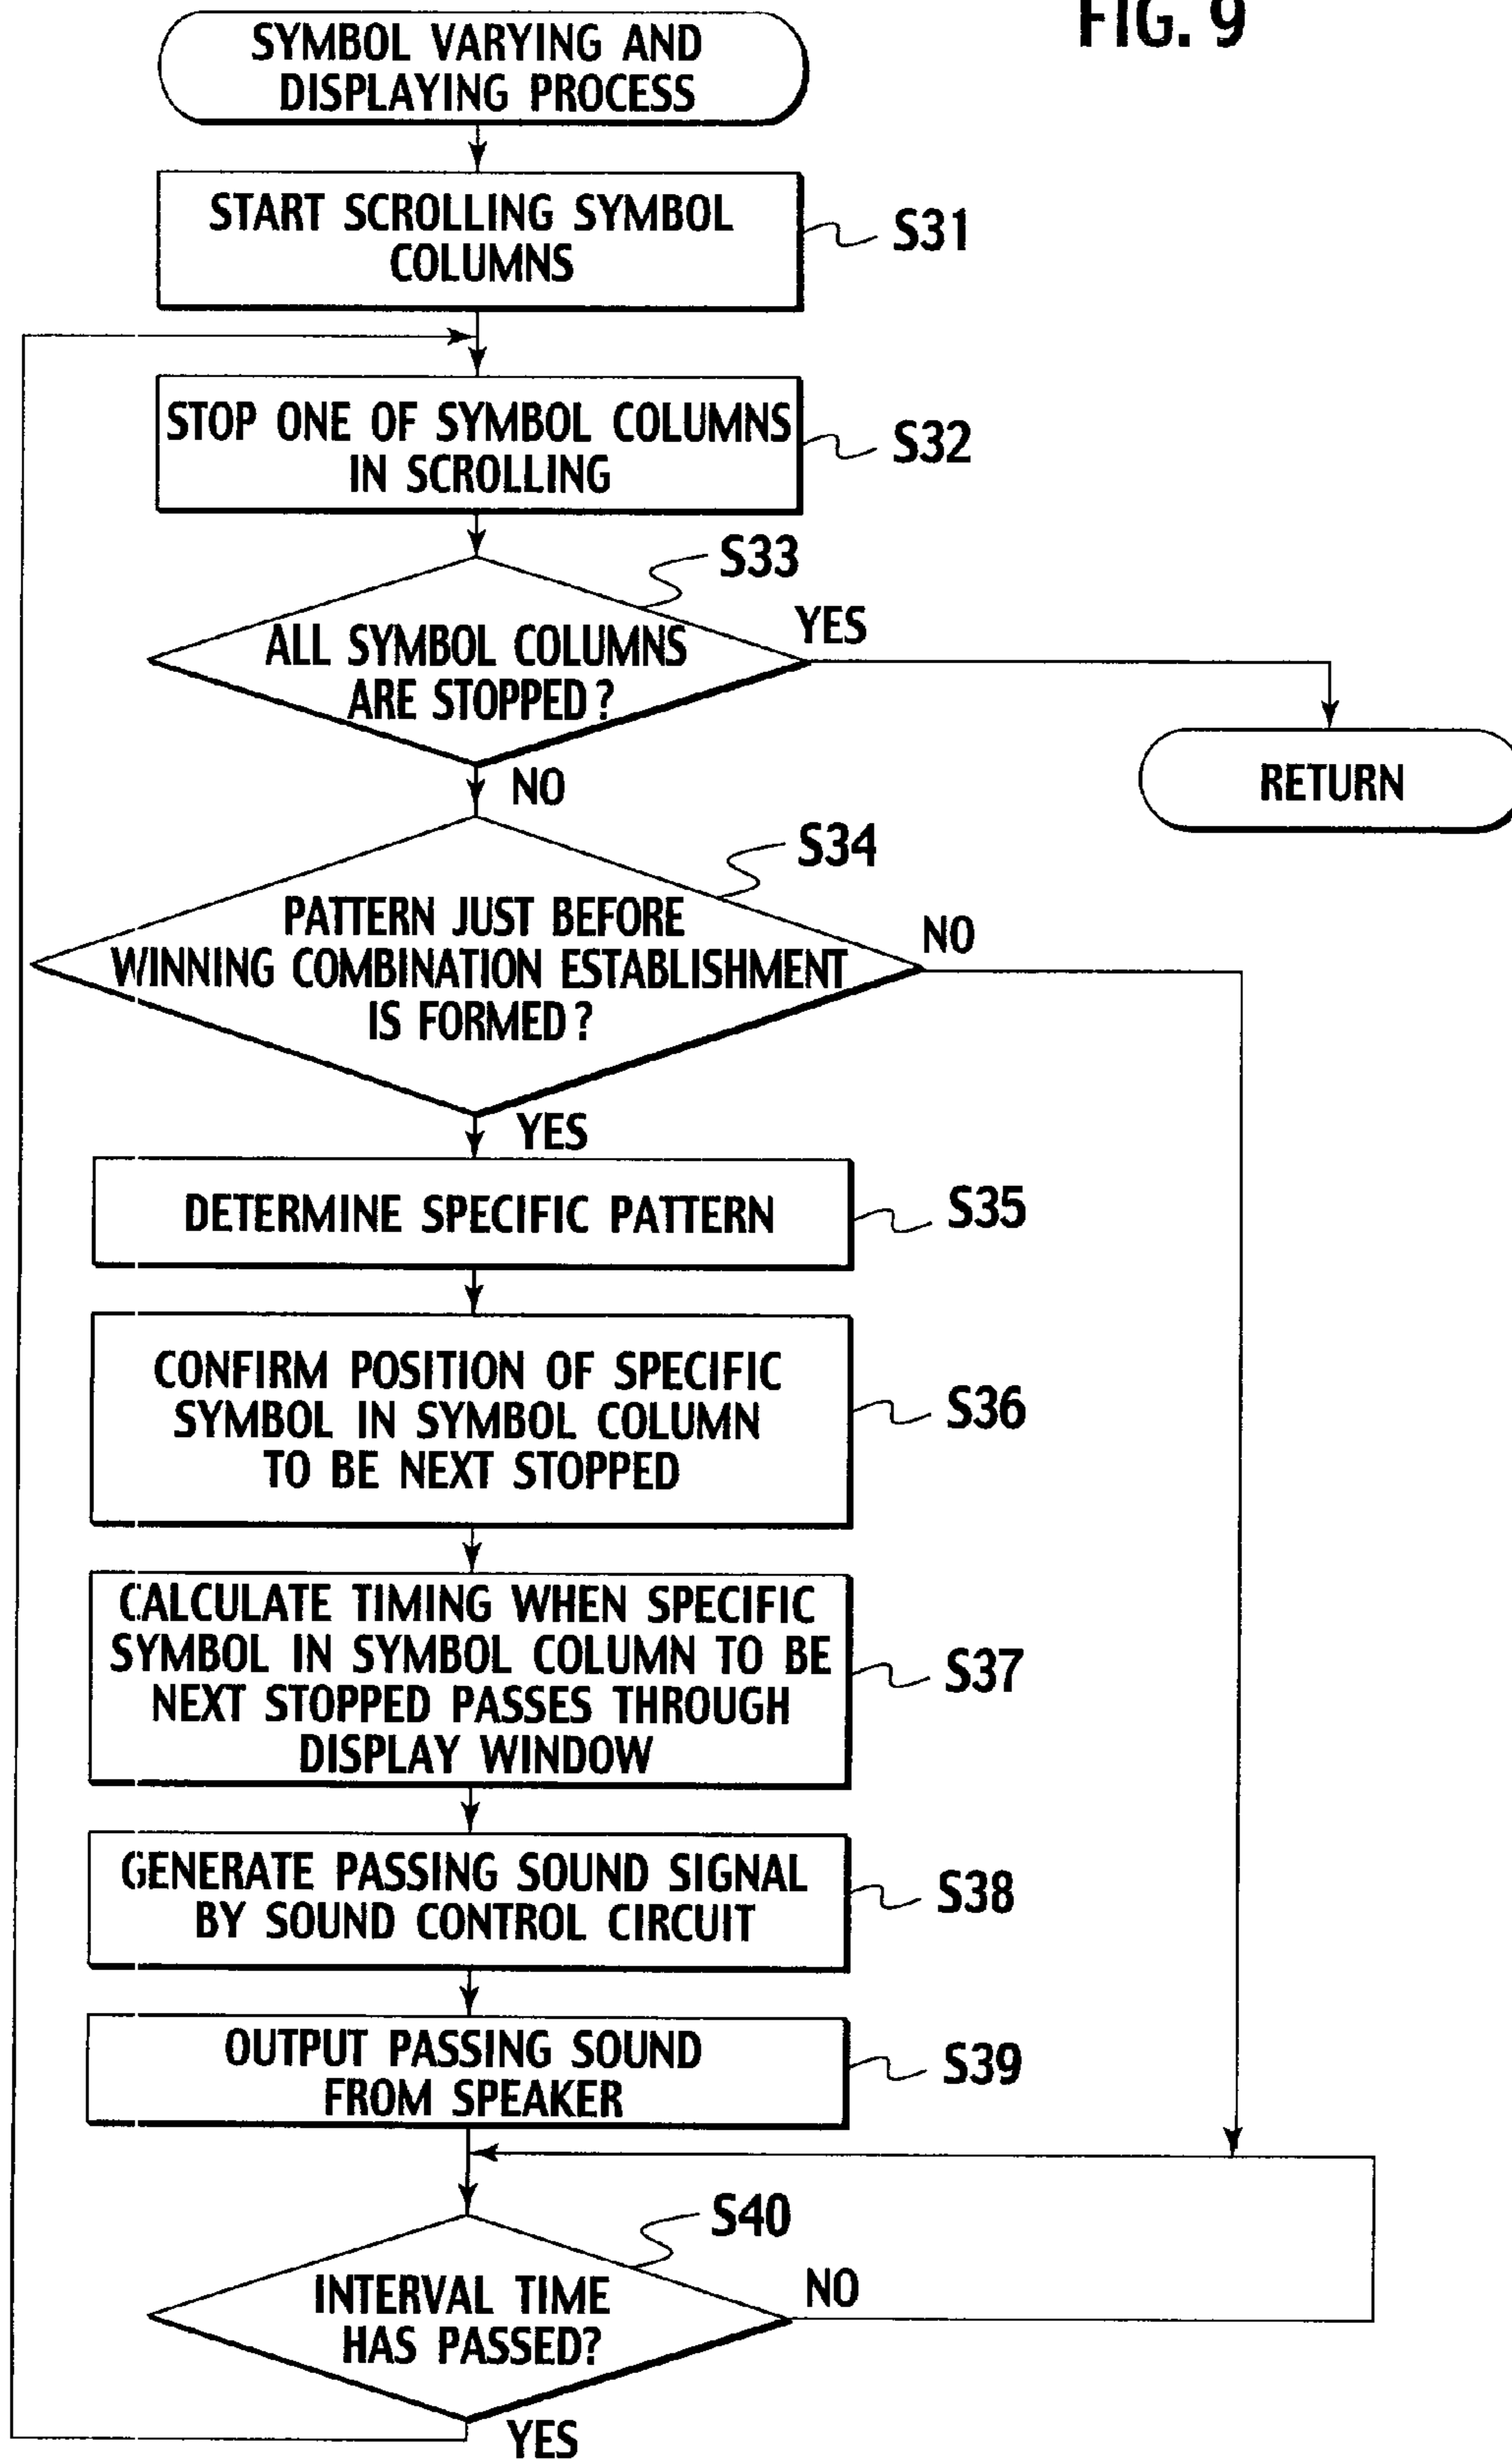 FIG. 9
SYMBOL VARYING AND
DISPLAYING PROCESS
START SCROLLING SYMBOL
COLUMNS
S31
STOP ONE OF SYMBOL COLUMNS
IN SCROLLING
S32
S33
ALL SYMBOL COLUMNS
ARE STOPPED?
YES
RETURN
NO
S34
PATTERN JUST BEFORE
WINNING COMBINATION ESTABLISHMENT
IS FORMED?
NO
YES
DETERMINE SPECIFIC PATTERN
S35
CONFIRM POSITION OF SPECIFIC
SYMBOL IN SYMBOL COLUMN
TO BE NEXT STOPPED
S36
CALCULATE TIMING WHEN SPECIFIC
SYMBOL IN SYMBOL COLUMN TO BE
NEXT STOPPED PASSES THROUGH
DISPLAY WINDOW
S37
GENERATE PASSING SOUND SIGNAL
BY SOUND CONTROL CIRCUIT
S38
OUTPUT PASSING SOUND
FROM SPEAKER
S39
S40
INTERVAL TIME
HAS PASSED?
NO
YES